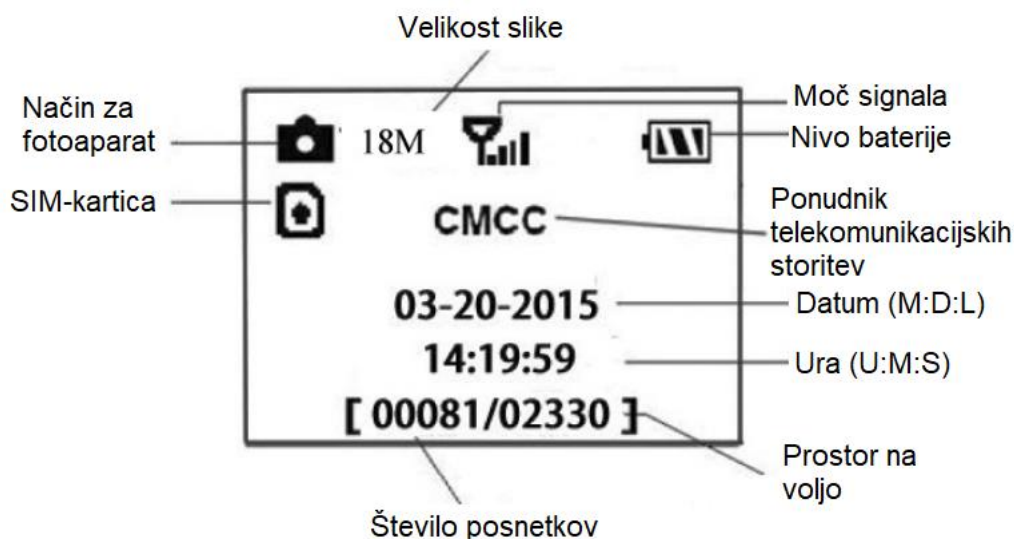 Velikost slike
Način za
fotoaparat
18M
Moč signala
Nivo baterije
SIM-kartica
CMCC
Ponudnik
telekomunikacijskih
storitev
03-20-2015
Datum (M:D:L)
14:19:59
Ura (U:M:S)
[ 00081/02330 ]
Prostor na
voljo
Število posnetkov